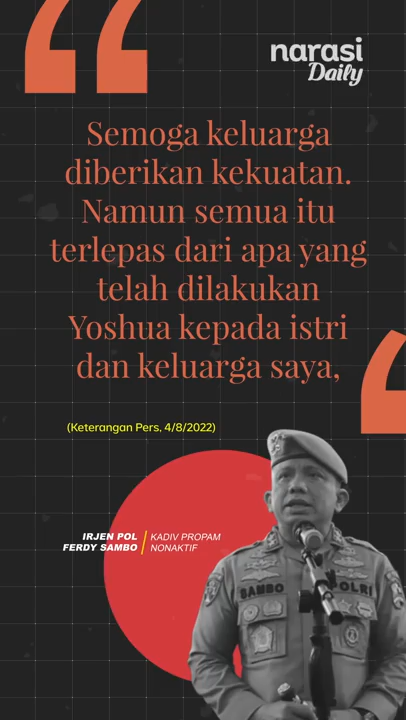 narasi
Daily
Semoga keluarga
diberikan kekuatan.
Namun semua itu
terlepas dari apa yang
telah dilakukan
Yoshua kepada istri
dan keluarga saya,
(Keterangan Pers, 4/8/2022)
IRJEN POL
FERDY SAMBO
KADIV PROPAM
NONAKTIF
SAMBO
POLRI